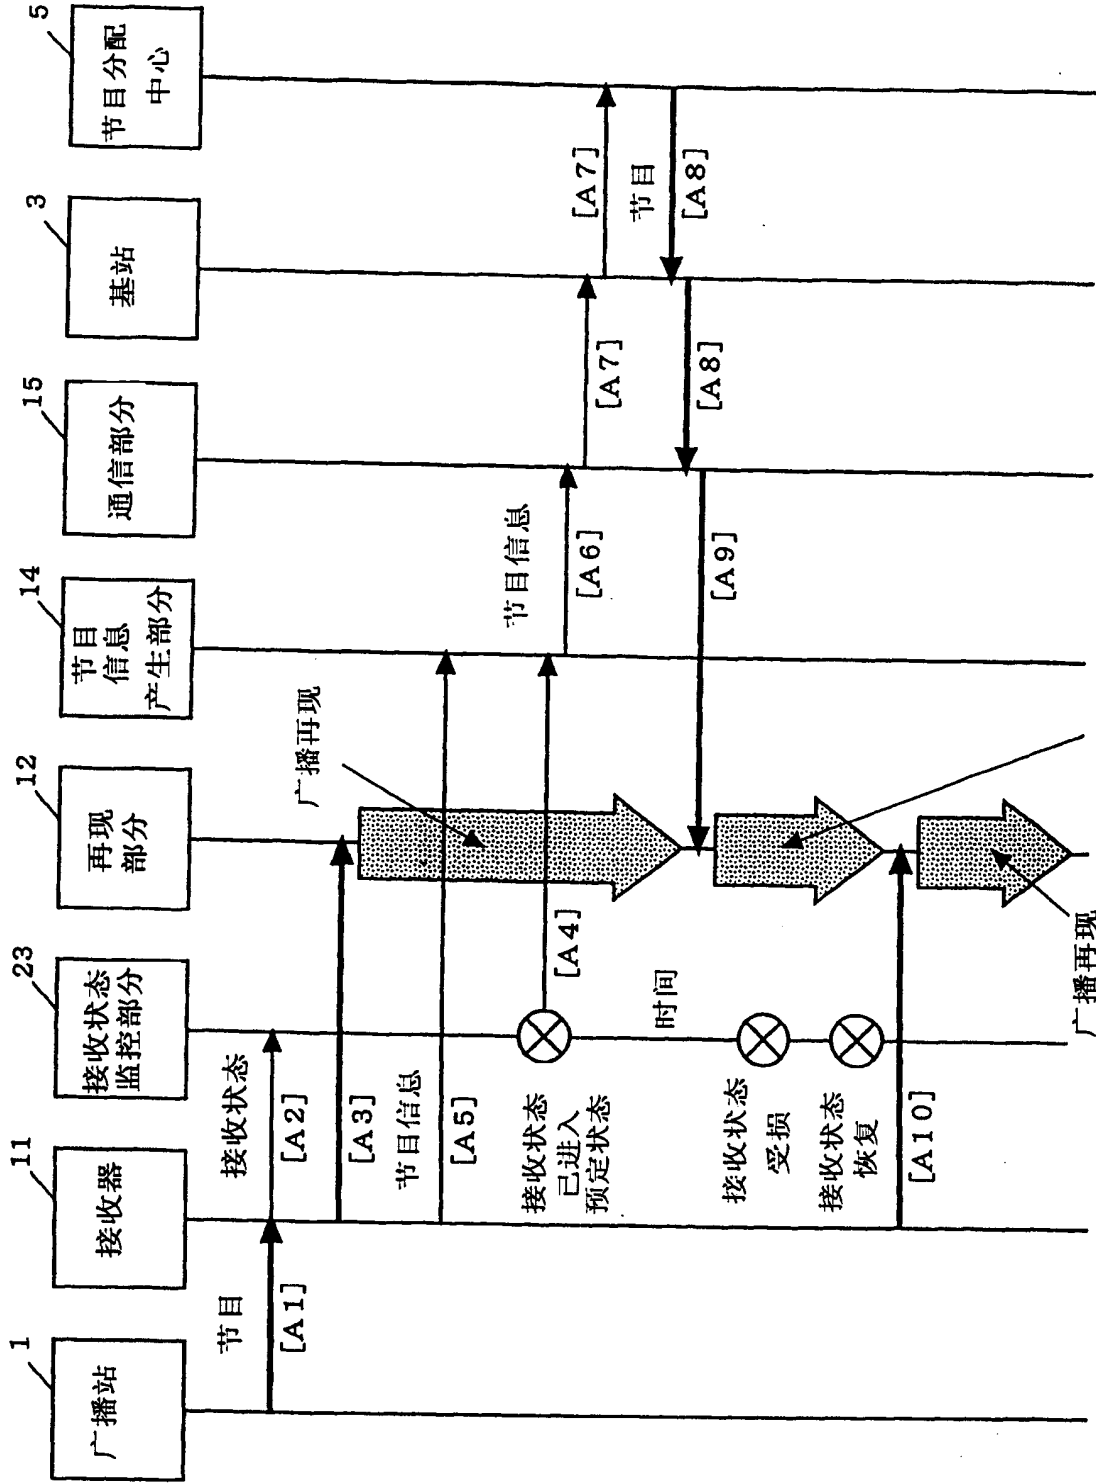 1
广播站
11
接收器
23
接收状态
监控部分
12
再现
部分
14
节目
信息
产生部分
15
通信部分
3
基站
5
节目分配
中心
节目
[A1]
接收状态
[A2]
[A3]
广播再现
节目信息
[A5]
接收状态
已进入
预定状态
[A4]
节目信息
[A6]
[A7]
[A7]
节目
[A8]
[A8]
[A9]
时间
接收状态
受损
接收状态
恢复
[A10]
广播再现